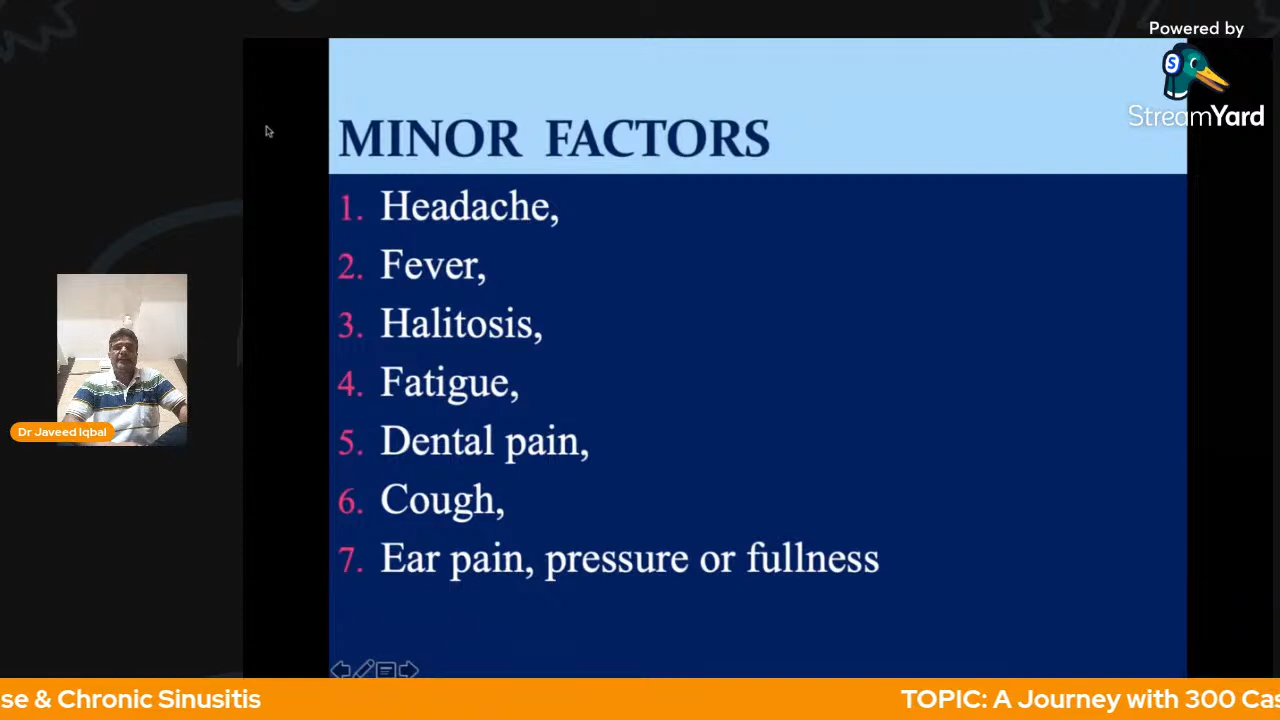 Powered by
S
StreamYard
MINOR FACTORS
1. Headache,
2. Fever,
3. Halitosis,
4. Fatigue,
5. Dental pain,
6. Cough,
7. Ear pain, pressure or fullness
Dr Javeed Iqbal
se & Chronic Sinusitis
TOPIC: A Journey with 300 Cas